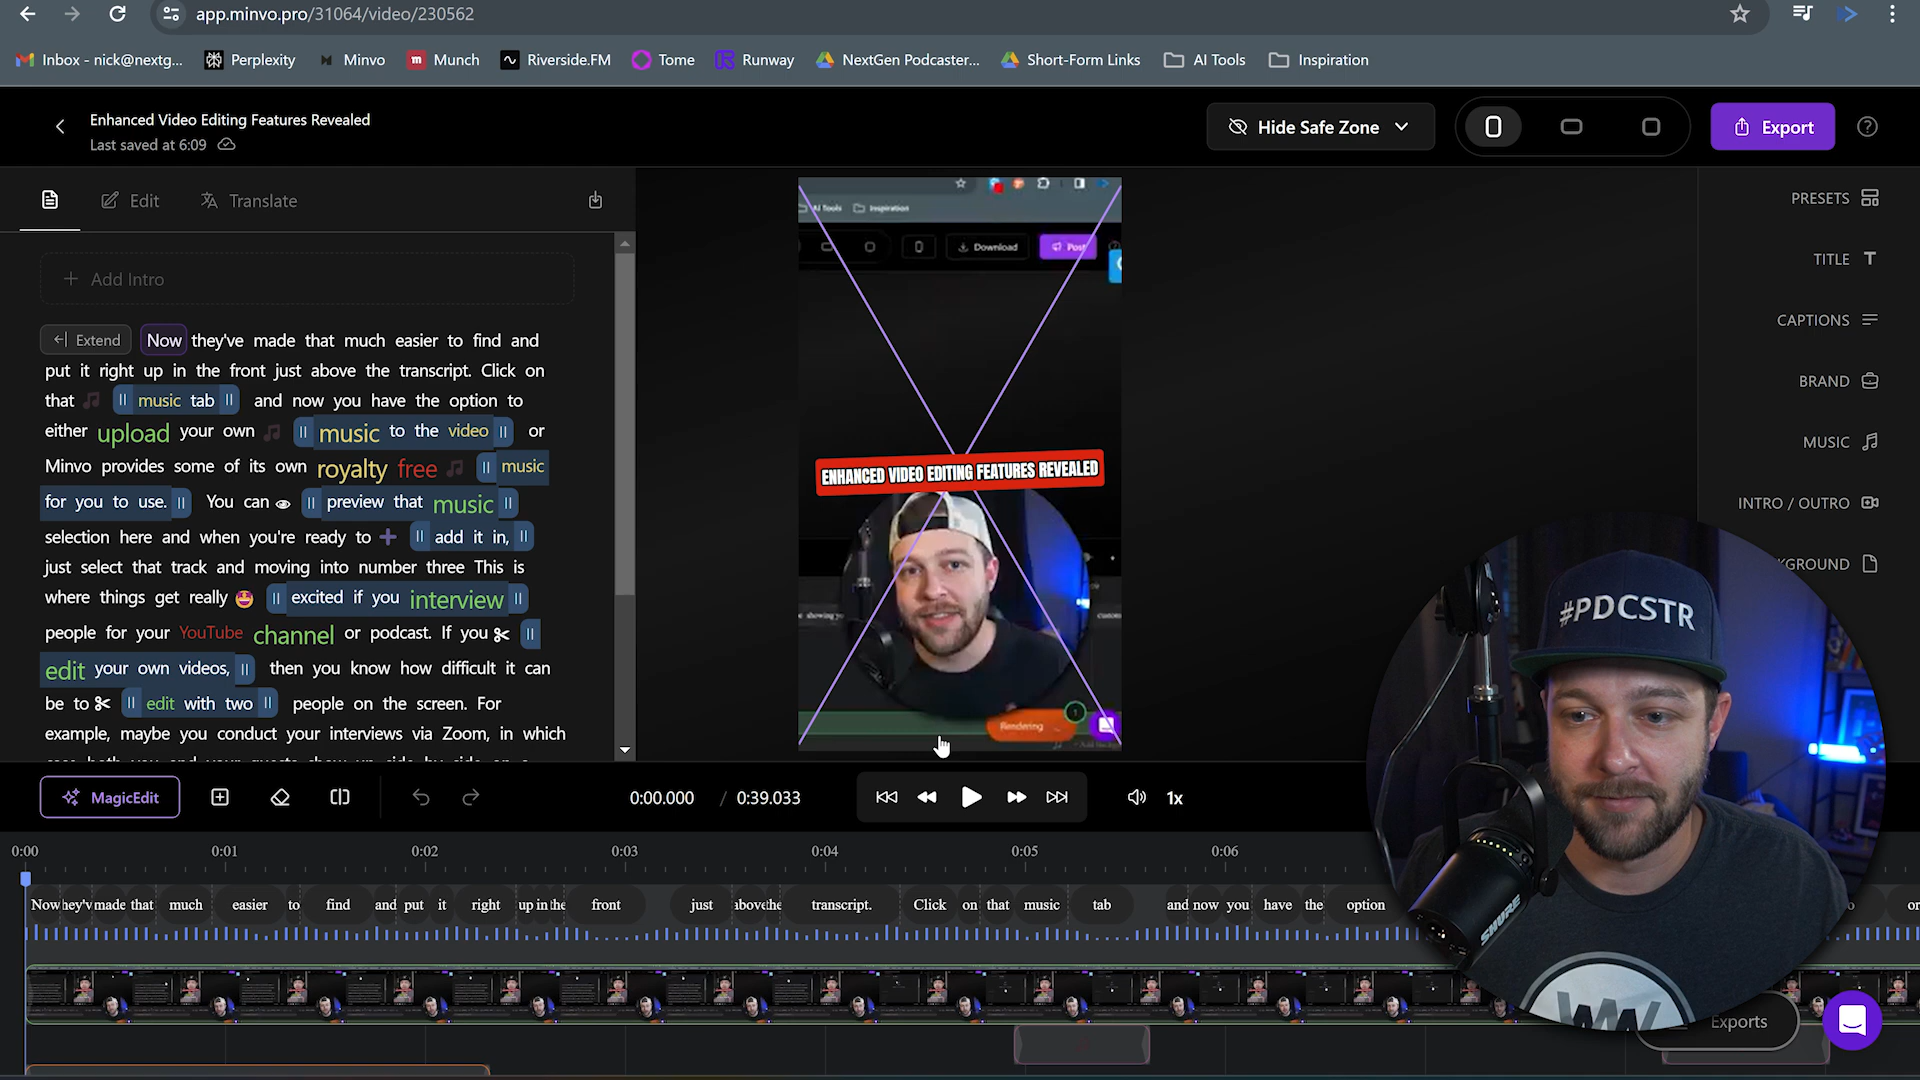 app.minvo.pro/31064/video/230562
Inbox - nick@nextg... Perplexity Minvo Munch Riverside.FM Tome Runway NextGen Podcaster... Short-Form Links AI Tools Inspiration
Enhanced Video Editing Features Revealed
Last saved at 6:09
Hide Safe Zone
Export
Edit
Translate
Add Intro
Extend Now they've made that much easier to find and
put it right up in the front just above the transcript. Click on
that music tab and now you have the option to
either upload your own music to the video or
Minvo provides some of its own royalty free music
for you to use. You can preview that music
selection here and when you're ready to add it in,
just select that track and moving into number three This is
where things get really excited if you interview
people for your YouTube channel or podcast. If you
edit your own videos, then you know how difficult it can
be to edit with two people on the screen. For
example, maybe you conduct your interviews via Zoom, in which
AI Tools Inspiration
Download Post
ENHANCED VIDEO EDITING FEATURES REVEALED
Rendering
PRESETS
TITLE
CAPTIONS
BRAND
MUSIC
INTRO / OUTRO
GROUND
#PDCSTR
SHURE
MagicEdit
0:00.000 / 0:39.033
1x
0:00 0:01 0:02 0:03 0:04 0:05 0:06
Now hey'v made that much easier to find and put it right up in the front just above the transcript. Click on that music tab and now you have the option or
Exports